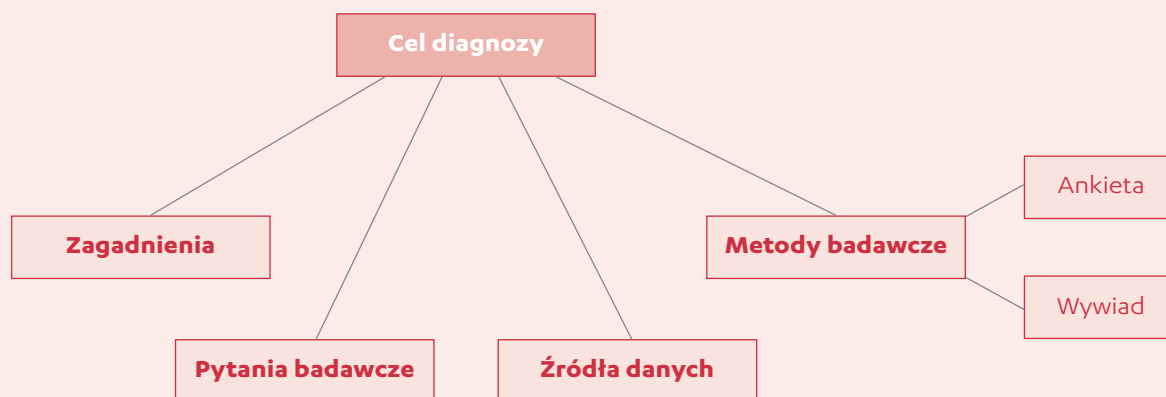 Cel diagnozy
Ankieta
Zagadnienia
Metody badawcze
Wywiad
Pytania badawcze
Źródła danych